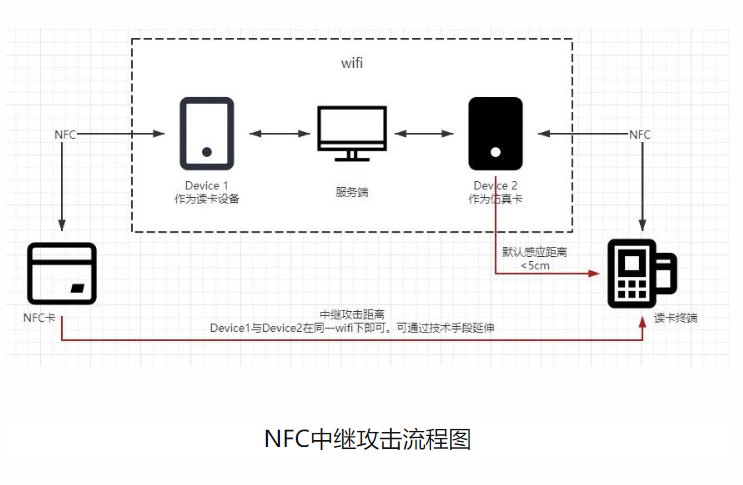 wifi
NFC
NFC
Device 1
作为读卡设备
服务端
Device 2
作为仿真卡
默认感应距离
<5cm
NFC卡
中继攻击距离
Device1与Device2在同一wifi下即可。可通过技术手段延伸
读卡终端
NFC中继攻击流程图